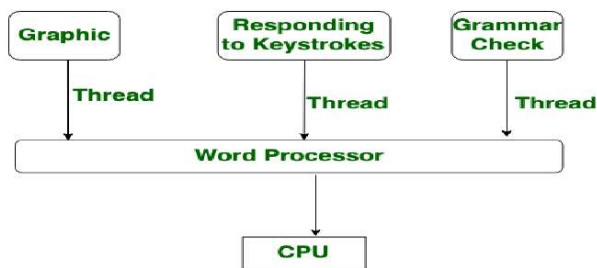 Graphic
Responding
to Keystrokes
Grammar
Check
Thread
Thread
Thread
Word Processor
CPU